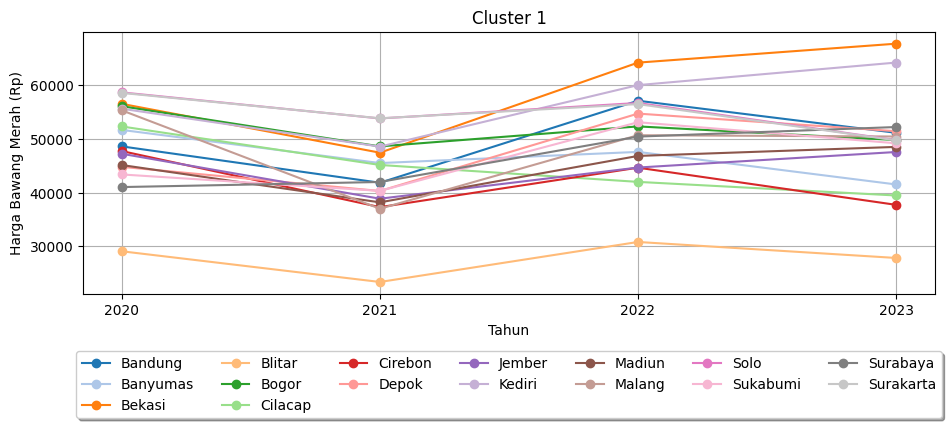 Cluster 1
Harga Bawang Merah (Rp)
60000
50000
40000
30000
2020 2021 2022 2023
Tahun
Bandung Blitar Cirebon Jember Madiun Solo Surabaya
Banyumas Bogor Depok Kediri Malang Sukabumi Surakarta
Bekasi Cilacap